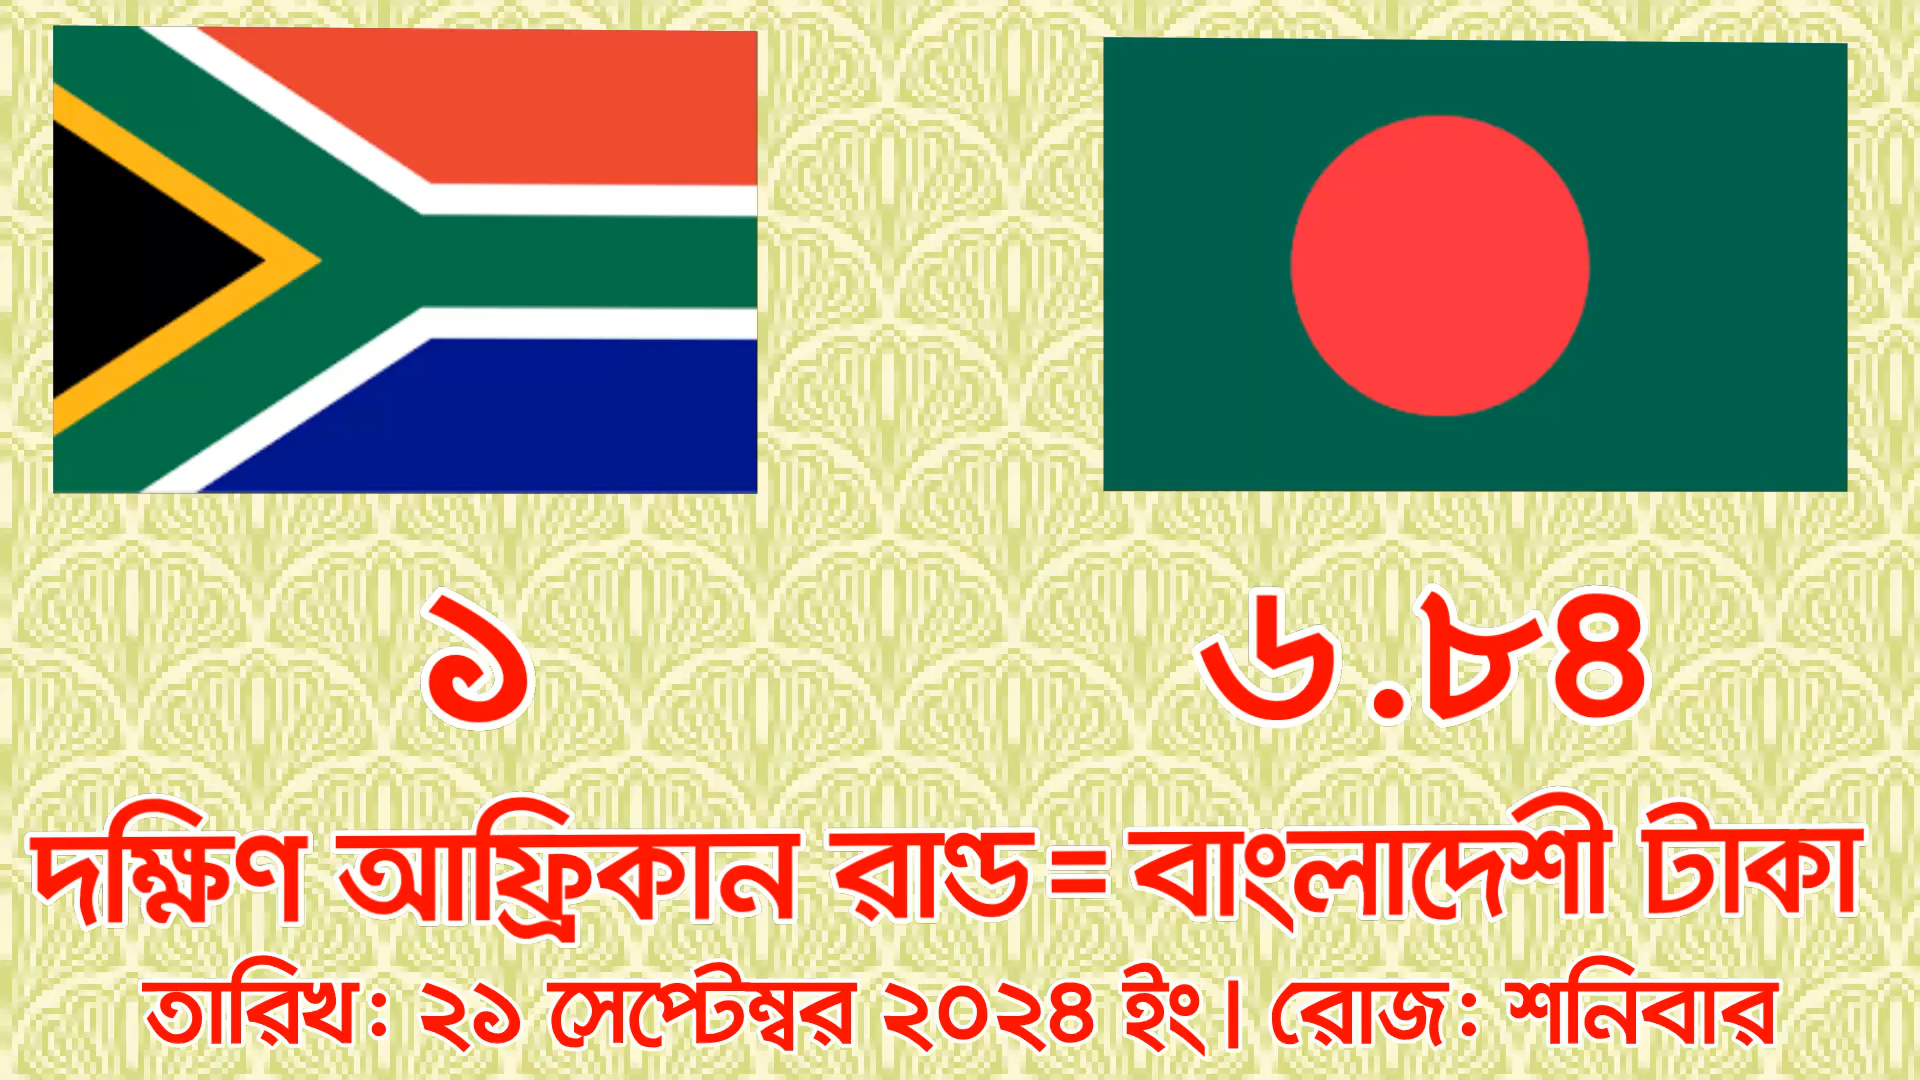 ১ ৬.৮৪
দক্ষিণ আফ্রিকান রান্ড = বাংলাদেশী টাকা
তারিখ: ২১ সেপ্টেম্বর ২০২৪ ইং। রোজ: শনিবার